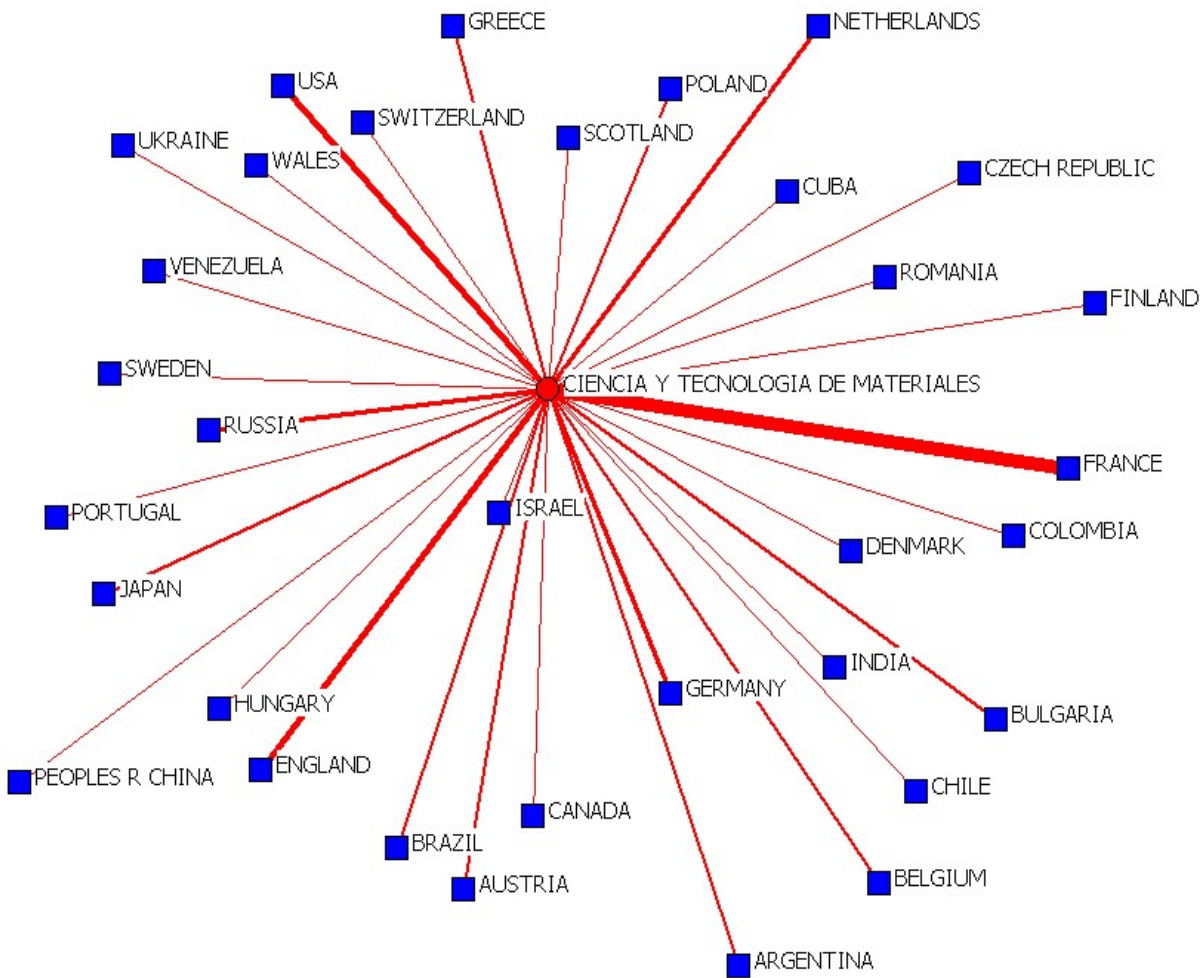 GREECE
NETHERLANDS
USA
POLAND
SWITZERLAND
SCOTLAND
UKRAINE
WALES
CZECH REPUBLIC
CUBA
VENEZUELA
ROMANIA
FINLAND
SWEDEN
CIENCIA Y TECNOLOGIA DE MATERIALES
RUSSIA
FRANCE
PORTUGAL
ISRAEL
COLOMBIA
DENMARK
JAPAN
INDIA
GERMANY
HUNGARY
BULGARIA
ENGLAND
PEOPLES R CHINA
CHILE
CANADA
BRAZIL
AUSTRIA
BELGIUM
ARGENTINA